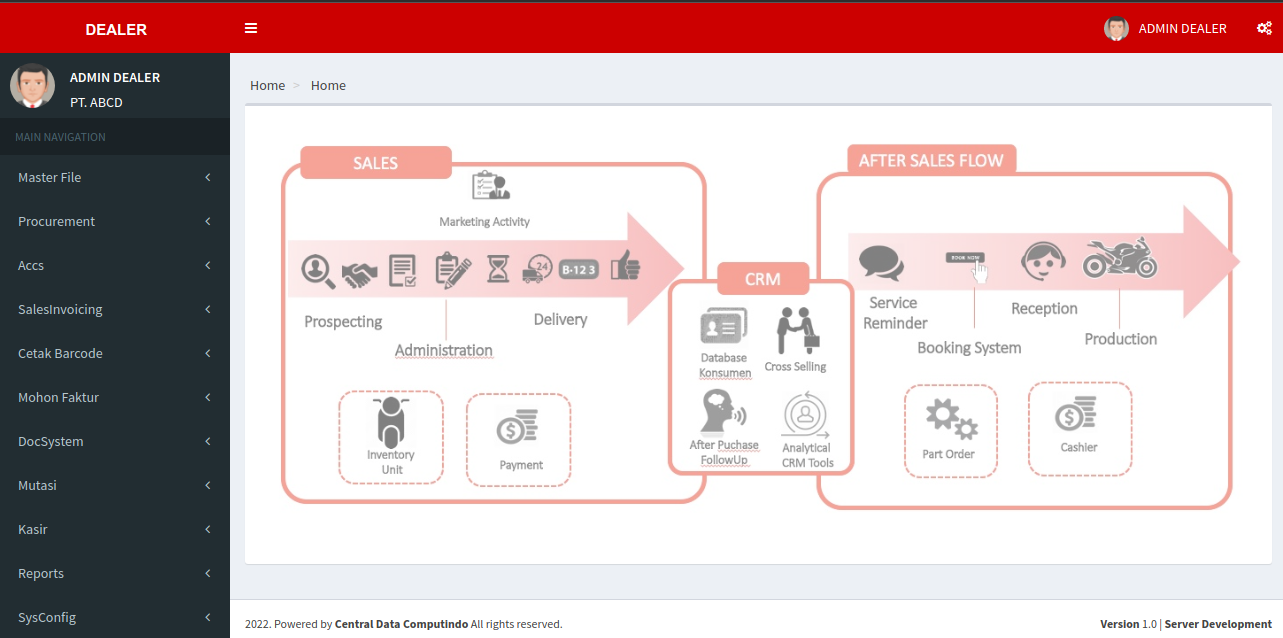 DEALER
ADMIN DEALER
ADMIN DEALER
PT. ABCD
MAIN NAVIGATION
Master File
Procurement
Accs
SalesInvoicing
Cetak Barcode
Mohon Faktur
DocSystem
Mutasi
Kasir
Reports
SysConfig
Home > Home
SALES
Marketing Activity
24
B·12 3
Prospecting
Administration
Delivery
Inventory
Unit
Payment
CRM
Database
Konsumen
Cross Selling
After Puchase
FollowUp
Analytical
CRM Tools
AFTER SALES FLOW
BOOK NOW
Service
Reminder
Booking System
Reception
Production
Part Order
Cashier
2022. Powered by Central Data Computindo All rights reserved.
Version 1.0 | Server Development